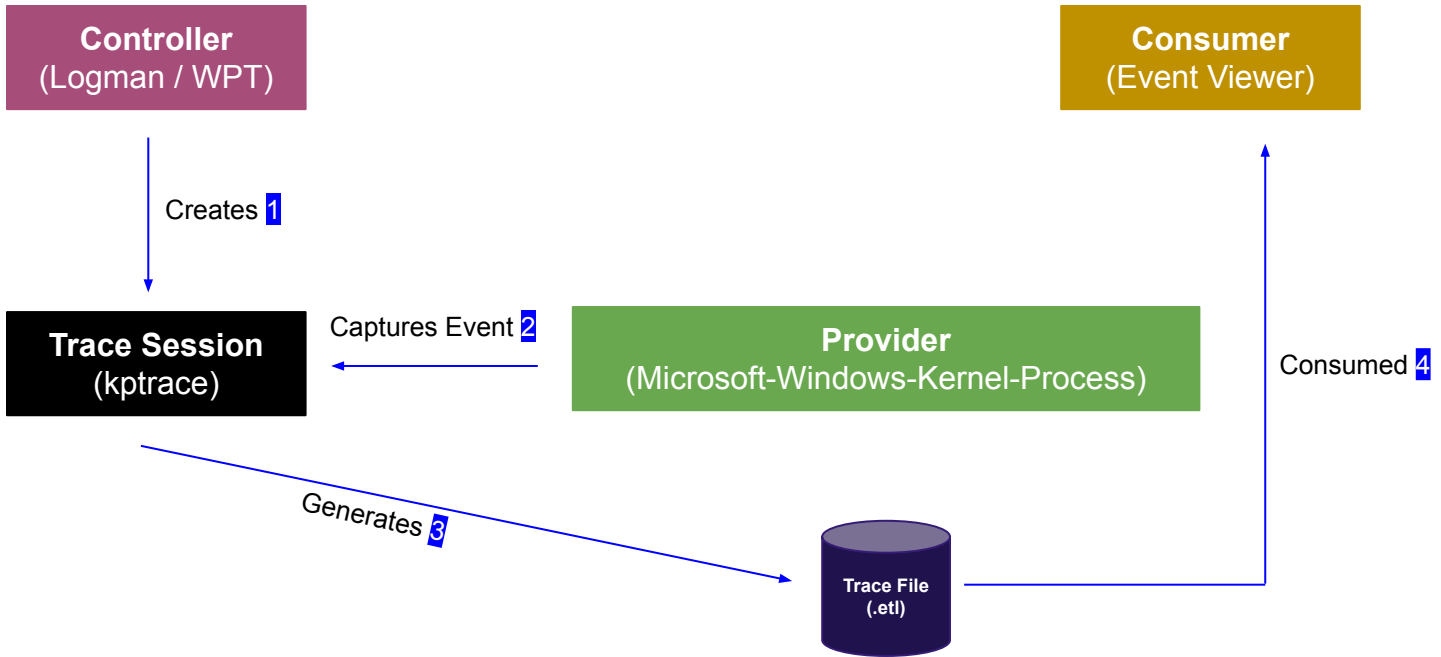 Controller
(Logman / WPT)
Consumer
(Event Viewer)
Creates 1
Trace Session
(kptrace)
Captures Event 2
Provider
(Microsoft-Windows-Kernel-Process)
Consumed 4
Generates 3
Trace File
(.etl)